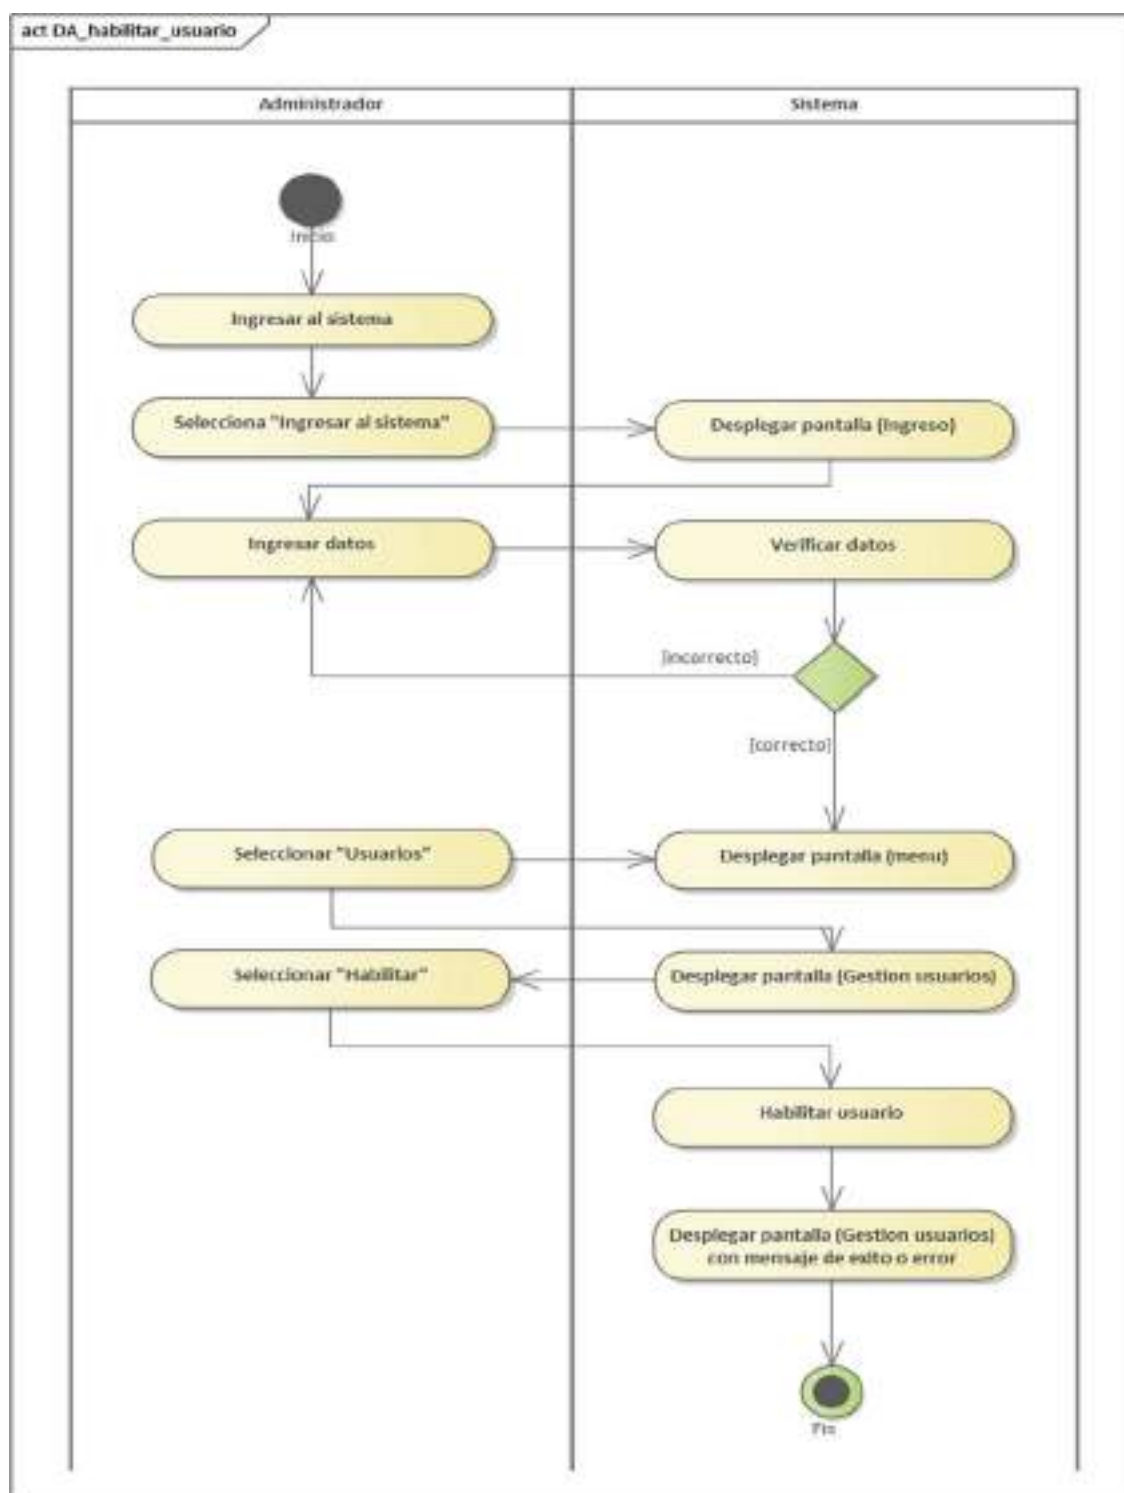 act DA_habilitar_usuario
Administrador
Sistema
Inicio
Ingresar al sistema
Selecciona "Ingresar al sistema"
Desplegar pantalla (Ingreso)
Ingresar datos
Verificar datos
[incorrecto]
[correcto]
Seleccionar "Usuarios"
Desplegar pantalla (menu)
Seleccionar "Habilitar"
Desplegar pantalla (Gestion usuarios)
Habilitar usuario
Desplegar pantalla (Gestion usuarios)
con mensaje de exito o error
Fin